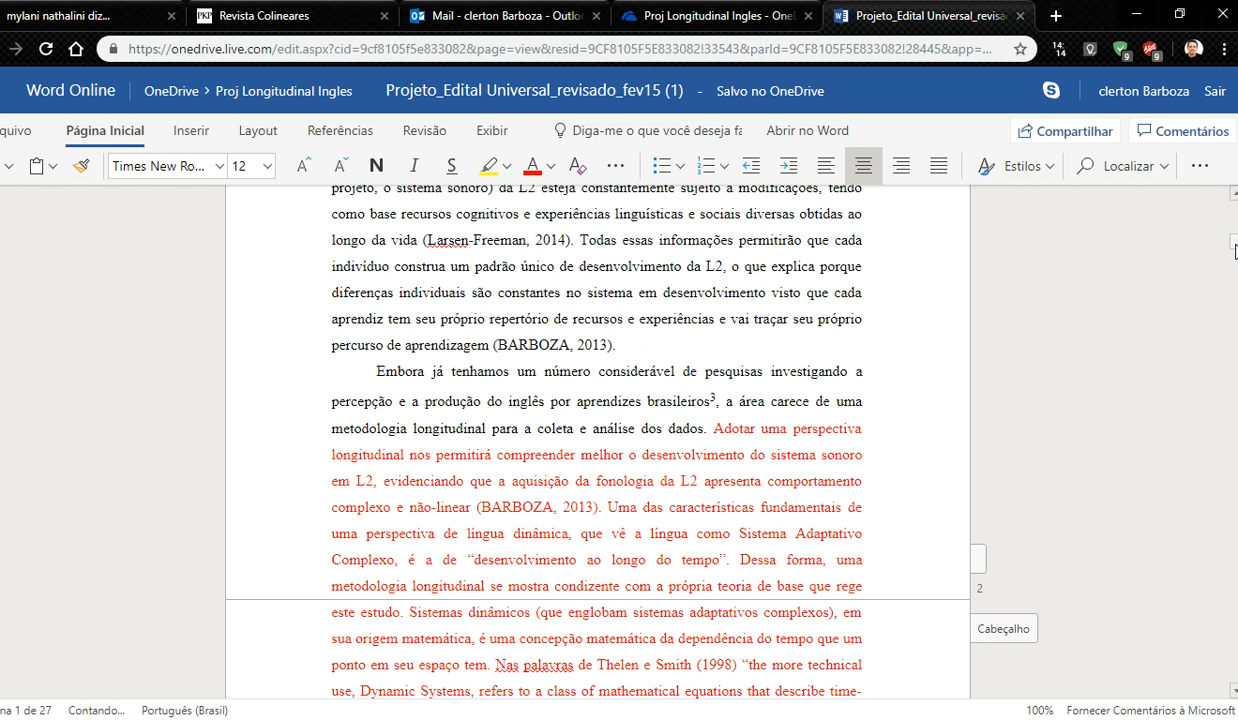 mylani nathalini diz...
PKP Revista Colineares
Mail - clerton Barboza - Outlo
Proj Longitudinal Ingles - OneD
Projeto_Edital Universal_revisa
https://onedrive.live.com/edit.aspx?cid=9cf8105f5e833082&page=view&resid=9CF8105F5E833082!33543&parId=9CF8105F5E833082!28445&app=...
14:14
9
9
Word Online
OneDrive > Proj Longitudinal Ingles
Projeto_Edital Universal_revisado_fev15 (1) - Salvo no OneDrive
clerton Barboza Sair
quivo Página Inicial Inserir Layout Referências Revisão Exibir Diga-me o que você deseja fa Abrir no Word
Compartilhar Comentários
Times New Ro... 12 A A N I S A A ... Estilos Localizar ...
projeto, o sistema sonoro) da L2 esteja constantemente sujeito a modificações, tendo
como base recursos cognitivos e experiências linguísticas e sociais diversas obtidas ao
longo da vida (Larsen-Freeman, 2014). Todas essas informações permitirão que cada
indivíduo construa um padrão único de desenvolvimento da L2, o que explica porque
diferenças individuais são constantes no sistema em desenvolvimento visto que cada
aprendiz tem seu próprio repertório de recursos e experiências e vai traçar seu próprio
percurso de aprendizagem (BARBOZA, 2013).
Embora já tenhamos um número considerável de pesquisas investigando a
percepção e a produção do inglês por aprendizes brasileiros3, a área carece de uma
metodologia longitudinal para a coleta e análise dos dados. Adotar uma perspectiva
longitudinal nos permitirá compreender melhor o desenvolvimento do sistema sonoro
em L2, evidenciando que a aquisição da fonologia da L2 apresenta comportamento
complexo e não-linear (BARBOZA, 2013). Uma das características fundamentais de
uma perspectiva de língua dinâmica, que vê a língua como Sistema Adaptativo
Complexo, é a de “desenvolvimento ao longo do tempo”. Dessa forma, uma
metodologia longitudinal se mostra condizente com a própria teoria de base que rege
este estudo. Sistemas dinâmicos (que englobam sistemas adaptativos complexos), em
sua origem matemática, é uma concepção matemática da dependência do tempo que um
ponto em seu espaço tem. Nas palavras de Thelen e Smith (1998) “the more technical
use, Dynamic Systems, refers to a class of mathematical equations that describe time-
2
Cabeçalho
na 1 de 27 Contando... Português (Brasil)
100% Fornecer Comentários à Microsoft